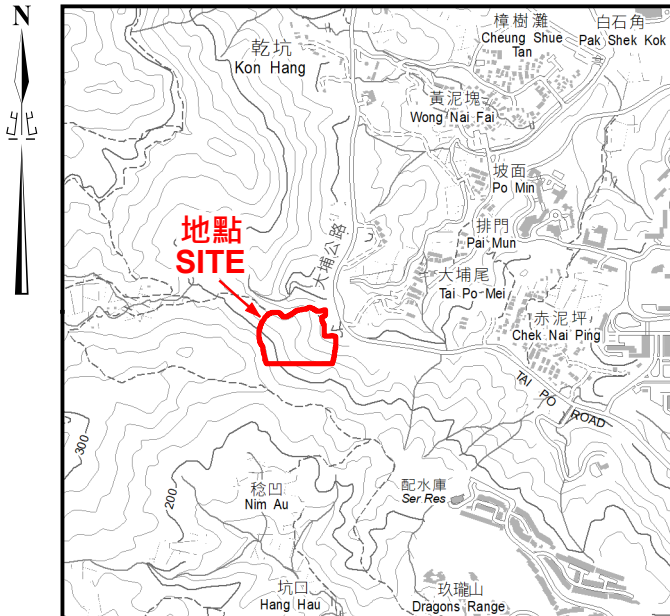 N
樟樹灘
Cheung Shue
Tan
白石角
Pak Shek Kok
乾坑
Kon Hang
黃泥塊
Wong Nai Fai
坡面
Po Min
排門
Pai Mun
地點
SITE
大埔公路
大埔尾
Tai Po Mei
赤泥坪
Chek Nai Ping
TAI PO ROAD
300
200
稔凹
Nim Au
配水庫
Ser Res
坑口
Hang Hau
玖瓏山
Dragons Range